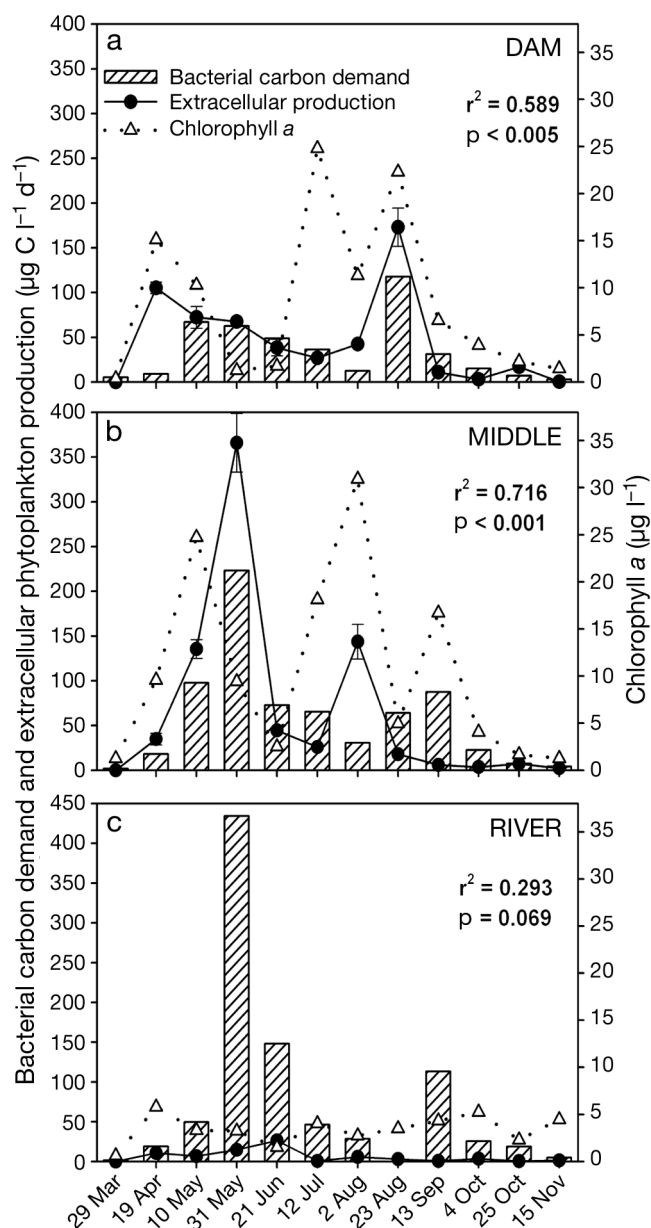 Bacterial carbon demand and extracellular phytoplankton production (µg C l⁻¹ d⁻¹)
Chlorophyll a (µg l⁻¹)
a
DAM
Bacterial carbon demand
Extracellular production
Chlorophyll a
r² = 0.589
p < 0.005
400
350
300
250
200
150
100
50
0
35
30
25
20
15
10
5
0
b
MIDDLE
r² = 0.716
p < 0.001
400
350
300
250
200
150
100
50
0
35
30
25
20
15
10
5
0
c
RIVER
r² = 0.293
p = 0.069
450
400
350
300
250
200
150
100
50
0
35
30
25
20
15
10
5
0
29 Mar
19 Apr
10 May
31 May
21 Jun
12 Jul
2 Aug
23 Aug
13 Sep
4 Oct
25 Oct
15 Nov